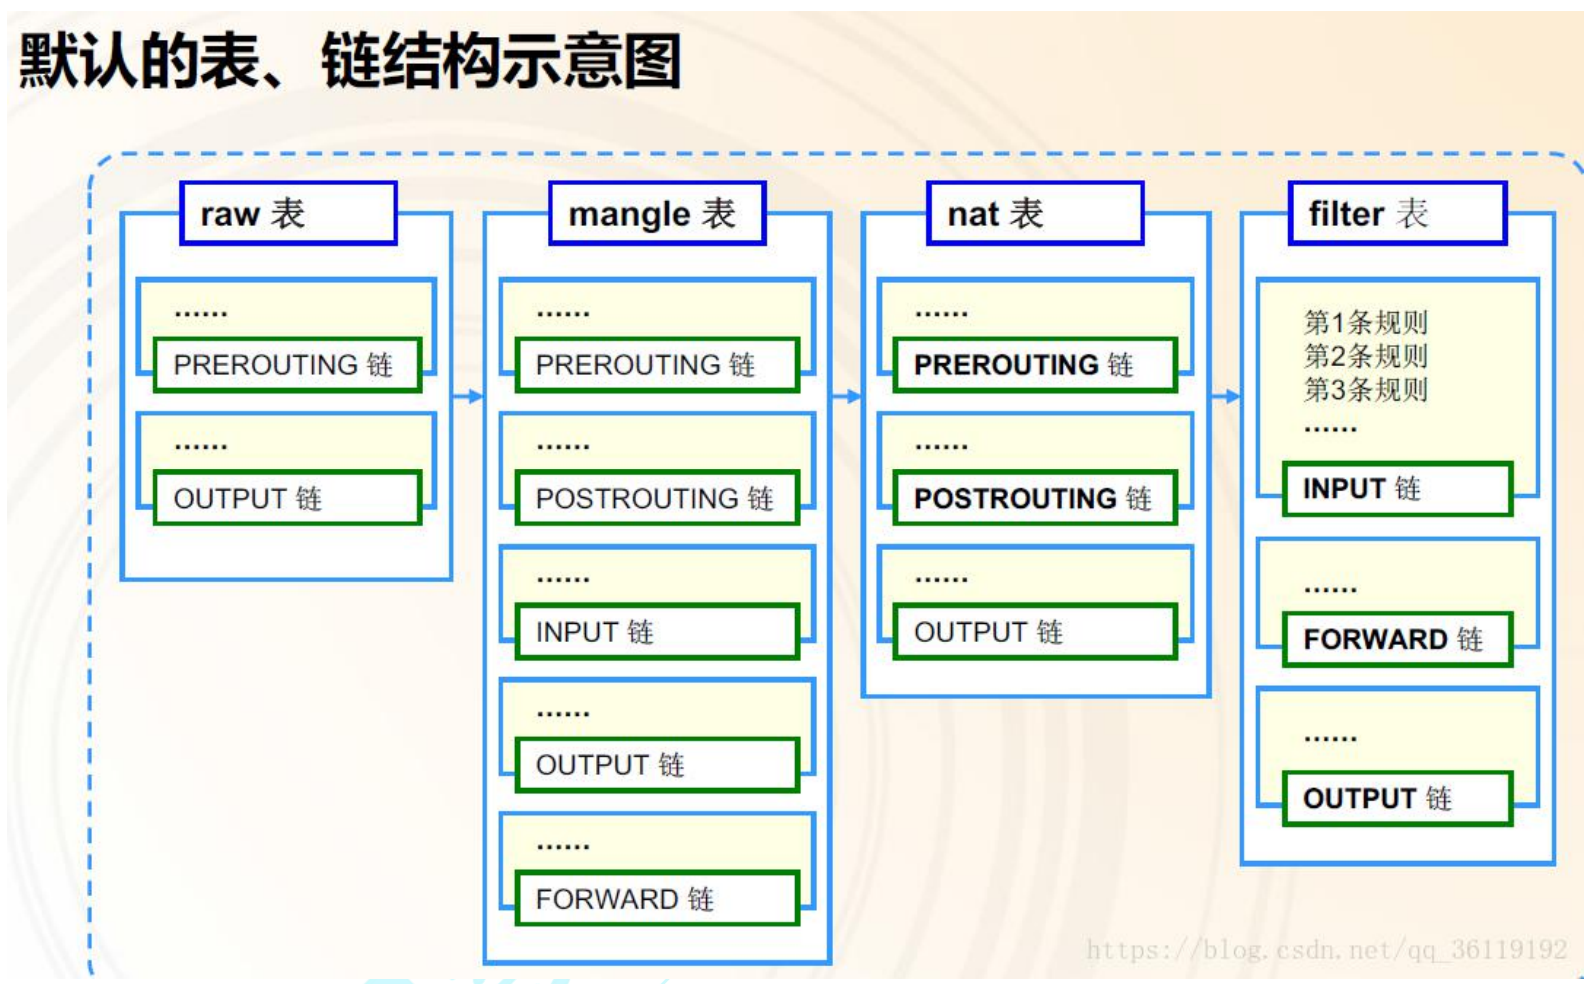 默认的表、链结构示意图
raw 表
......
PREROUTING 链
......
OUTPUT 链
mangle 表
......
PREROUTING 链
......
POSTROUTING 链
......
INPUT 链
......
OUTPUT 链
......
FORWARD 链
nat 表
......
PREROUTING 链
......
POSTROUTING 链
......
OUTPUT 链
filter 表
第1条规则
第2条规则
第3条规则
......
INPUT 链
......
FORWARD 链
......
OUTPUT 链
https://blog.csdn.net/qq_36119192